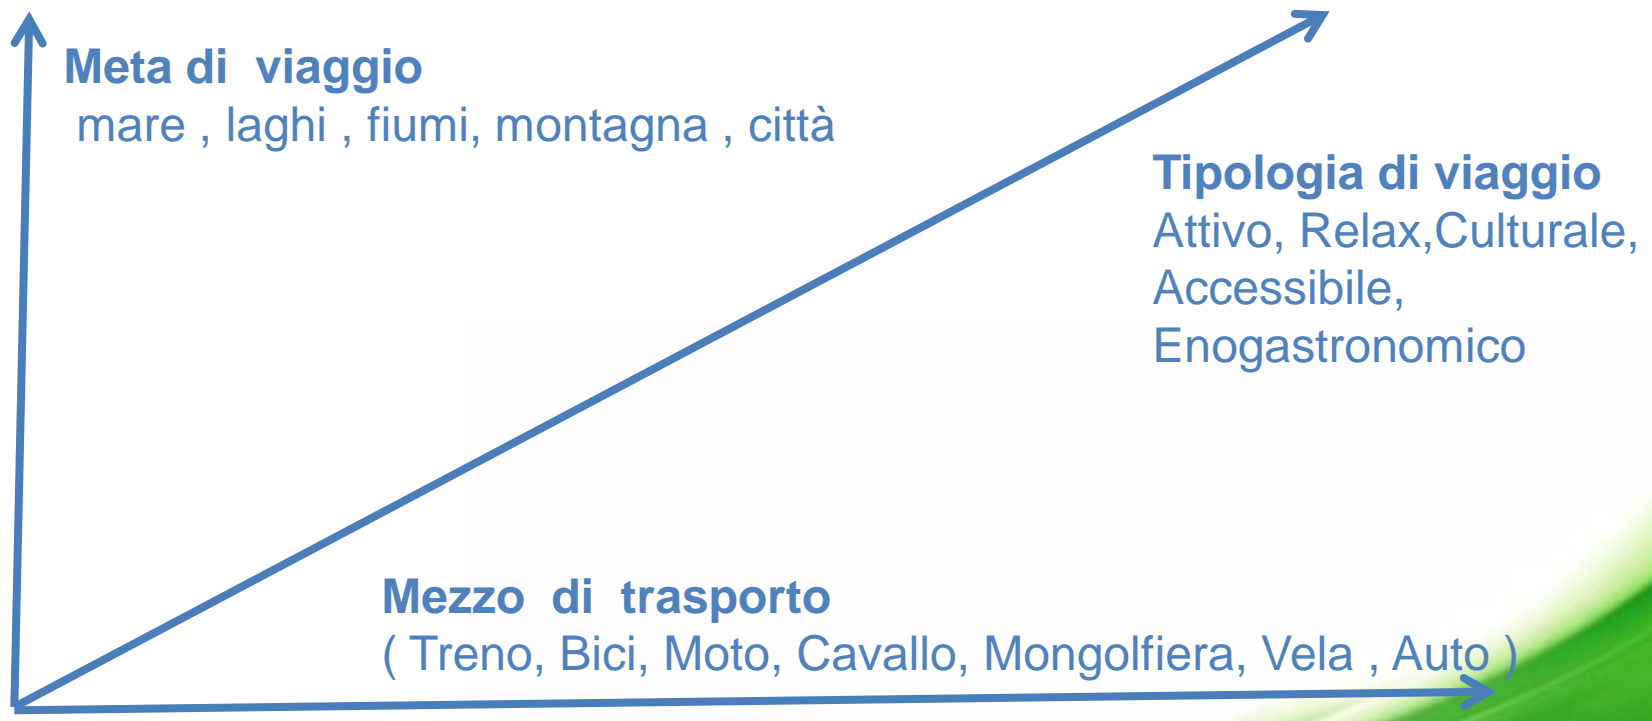 Meta di viaggio
mare , laghi , fiumi, montagna , città
Tipologia di viaggio
Attivo, Relax,Culturale,
Accessibile,
Enogastronomico
Mezzo di trasporto
( Treno, Bici, Moto, Cavallo, Mongolfiera, Vela , Auto )